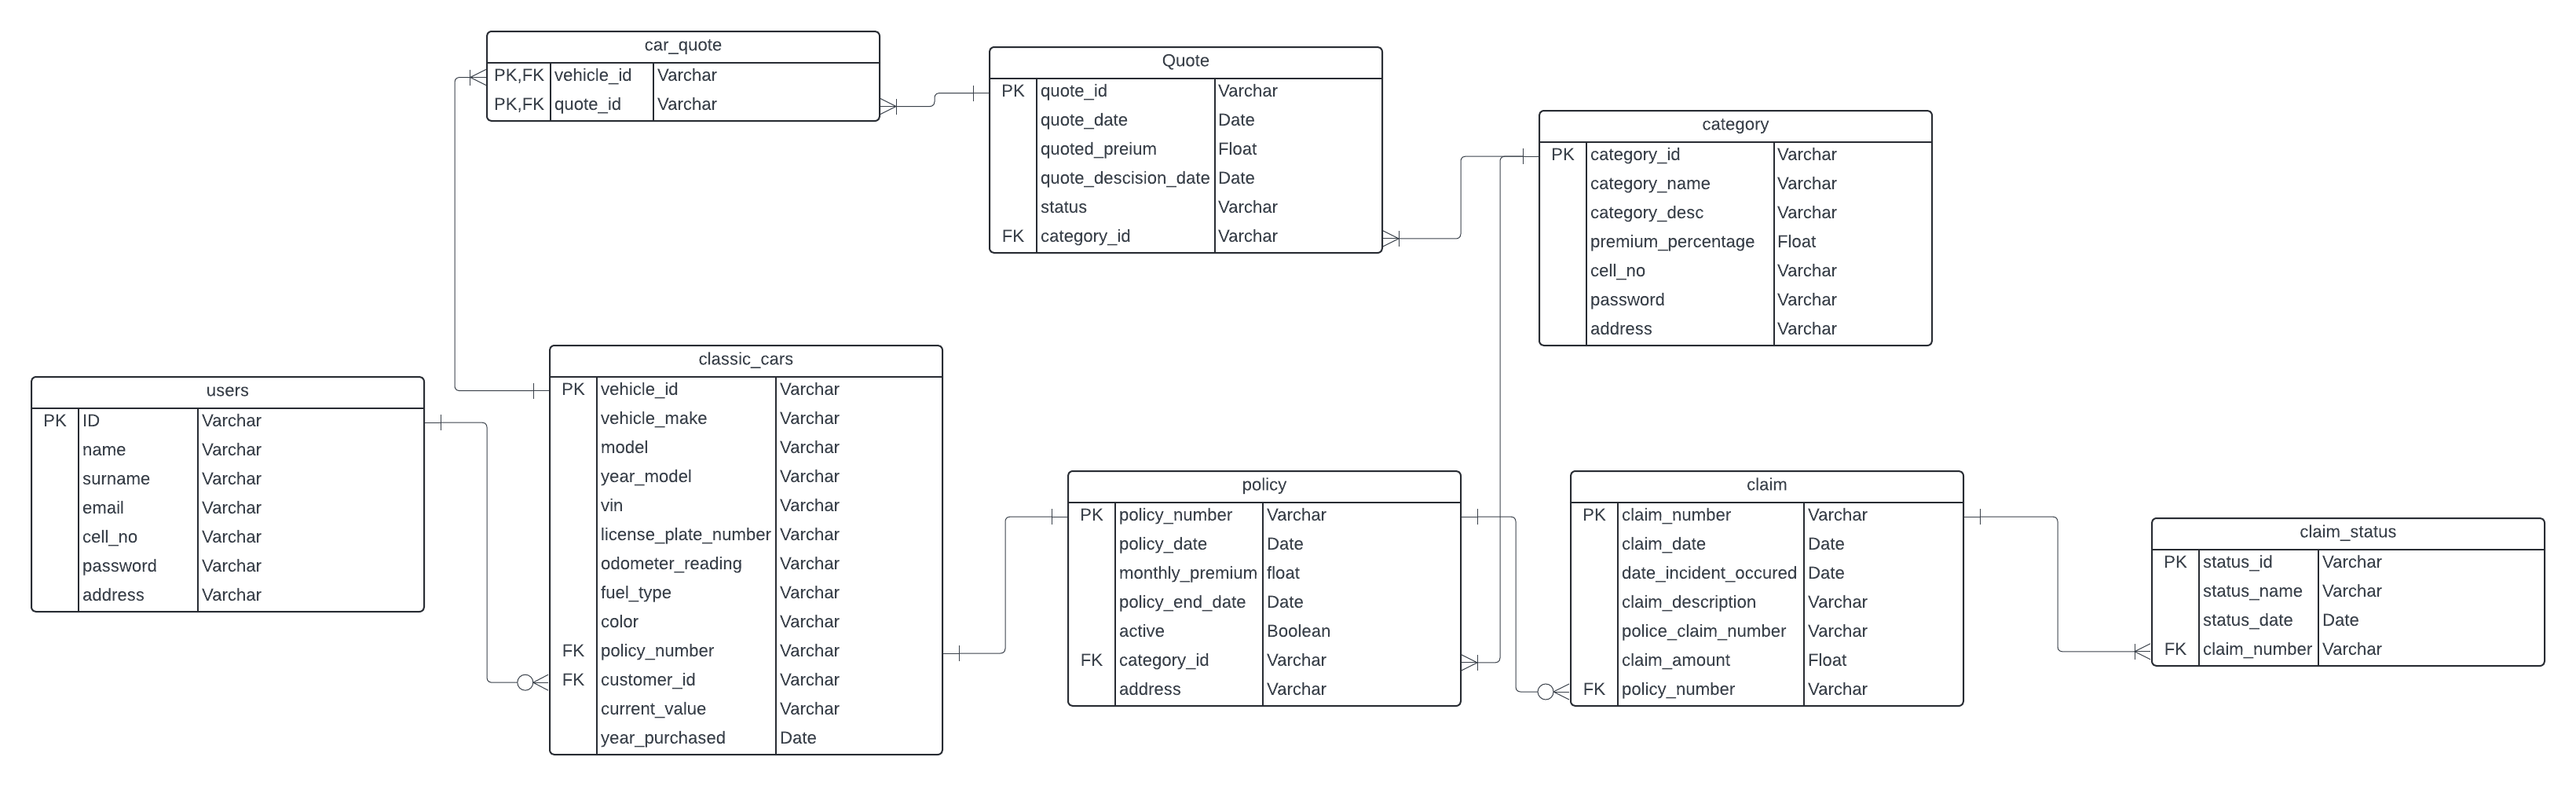 car_quote
PK,FK vehicle_id Varchar
PK,FK quote_id Varchar
Quote
PK quote_id Varchar
quote_date Date
quoted_preium Float
quote_descision_date Date
status Varchar
FK category_id Varchar
category
PK category_id Varchar
category_name Varchar
category_desc Varchar
premium_percentage Float
cell_no Varchar
password Varchar
address Varchar
users
PK ID Varchar
name Varchar
surname Varchar
email Varchar
cell_no Varchar
password Varchar
address Varchar
classic_cars
PK vehicle_id Varchar
vehicle_make Varchar
model Varchar
year_model Varchar
vin Varchar
license_plate_number Varchar
odometer_reading Varchar
fuel_type Varchar
color Varchar
FK policy_number Varchar
FK customer_id Varchar
current_value Varchar
year_purchased Date
policy
PK policy_number Varchar
policy_date Date
monthly_premium float
policy_end_date Date
active Boolean
FK category_id Varchar
address Varchar
claim
PK claim_number Varchar
claim_date Date
date_incident_occured Date
claim_description Varchar
police_claim_number Varchar
claim_amount Float
FK policy_number Varchar
claim_status
PK status_id Varchar
status_name Varchar
status_date Date
FK claim_number Varchar